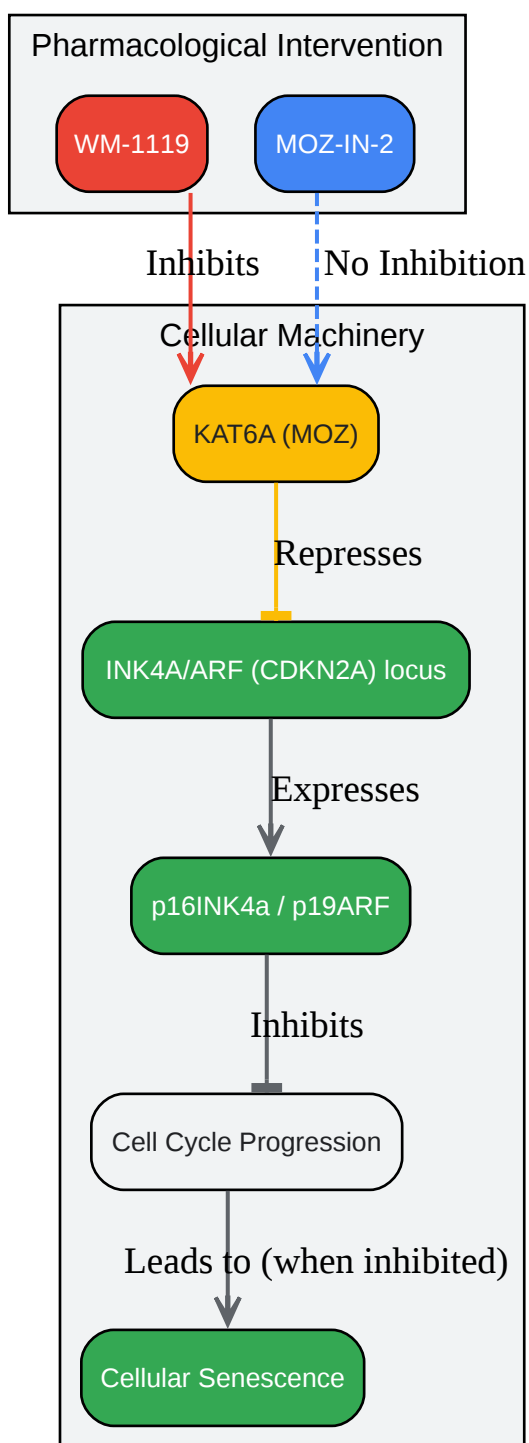 Pharmacological Intervention
WM-1119
MOZ-IN-2
Inhibits
No Inhibition
Cellular Machinery
KAT6A (MOZ)
Represses
INK4A/ARF (CDKN2A) locus
Expresses
p16INK4a / p19ARF
Inhibits
Cell Cycle Progression
Leads to (when inhibited)
Cellular Senescence